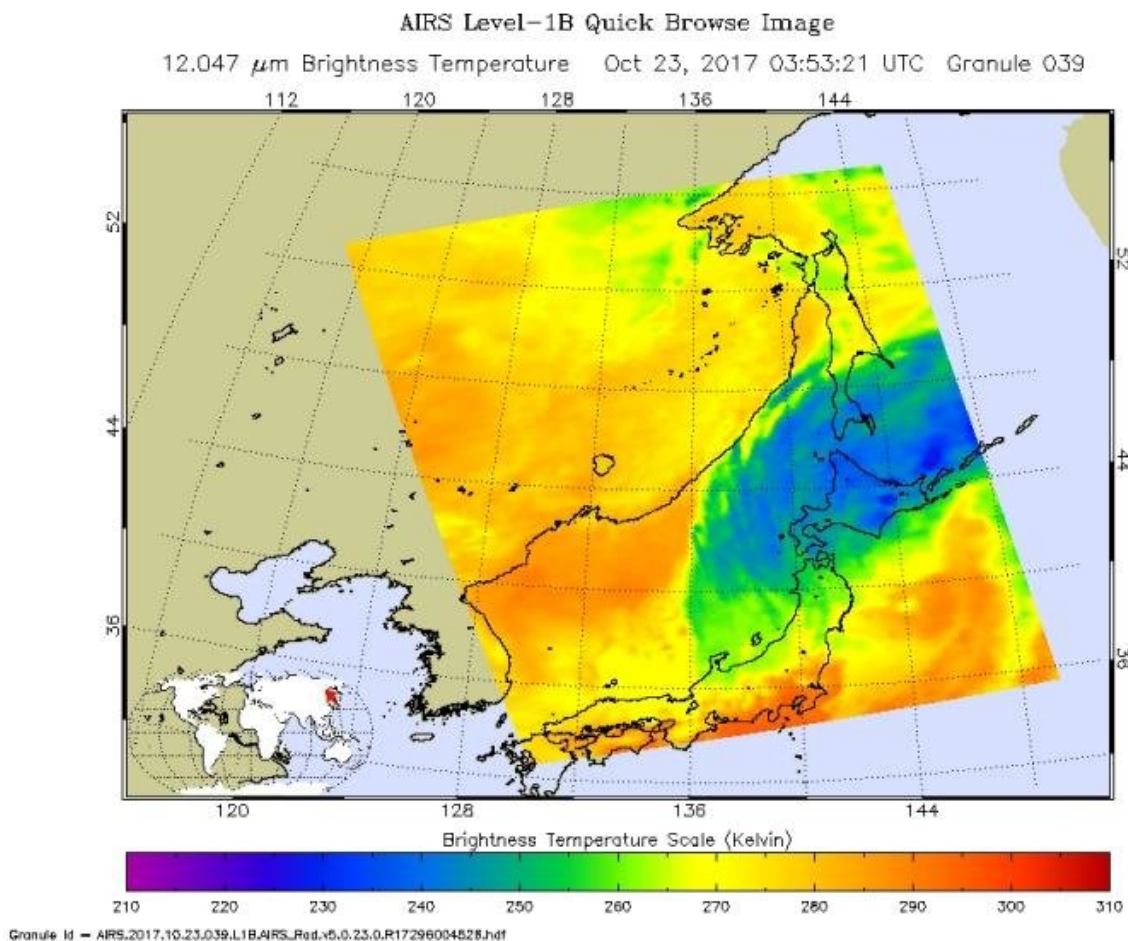 AIRS Level-1B Quick Browse Image
12.047 μm Brightness Temperature Oct 23, 2017 03:53:21 UTC Granule 039
112 120 128 136 144
52
52
44
44
36
36
120 128 136 144
Brightness Temperature Scale (Kelvin)
210 220 230 240 250 260 270 280 290 300 310
Granule Id = AIRS.2017.10.23.039.L1B.AIRS_Rad.v5.0.23.0.R17296004528.hdf